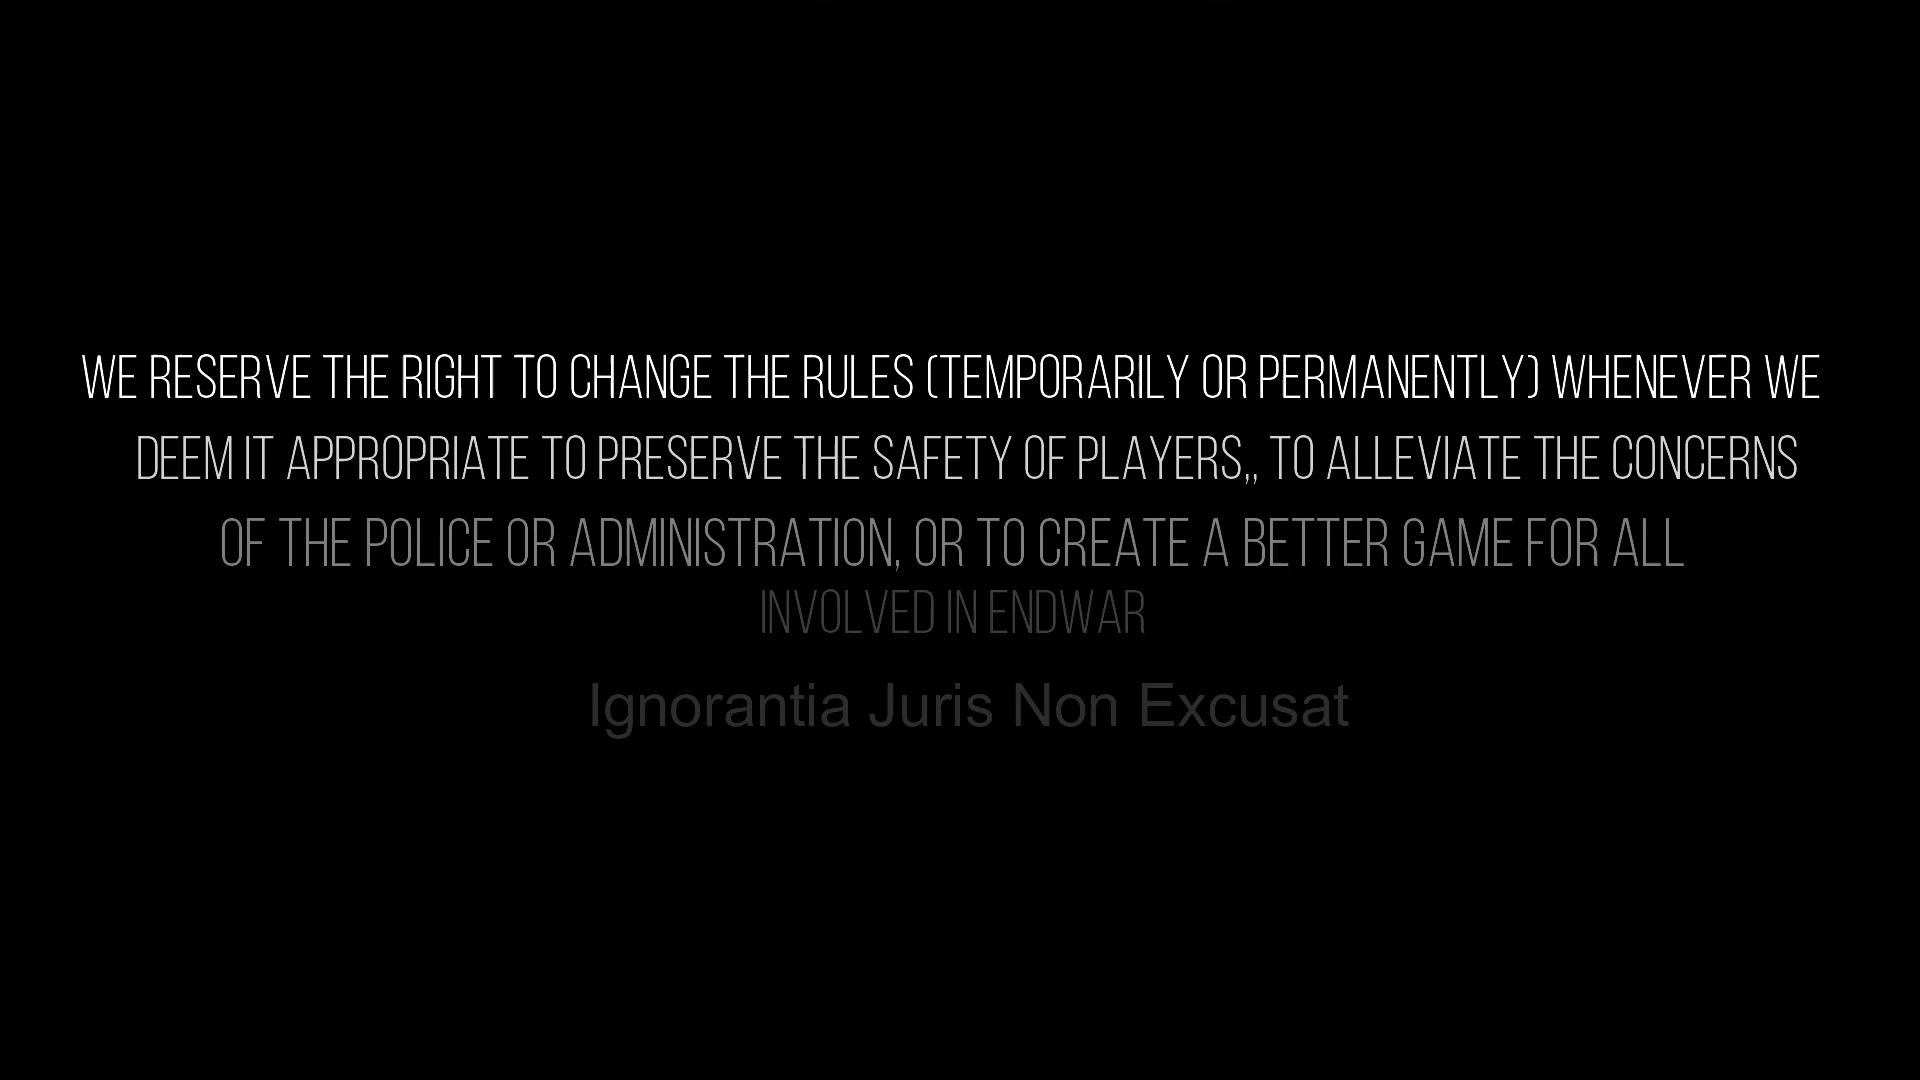 WE RESERVE THE RIGHT TO CHANGE THE RULES (TEMPORARILY OR PERMANENTLY) WHENEVER WE
DEEM IT APPROPRIATE TO PRESERVE THE SAFETY OF PLAYERS,, TO ALLEVIATE THE CONCERNS
OF THE POLICE OR ADMINISTRATION, OR TO CREATE A BETTER GAME FOR ALL
INVOLVED IN ENDWAR
Ignorantia Juris Non Excusat